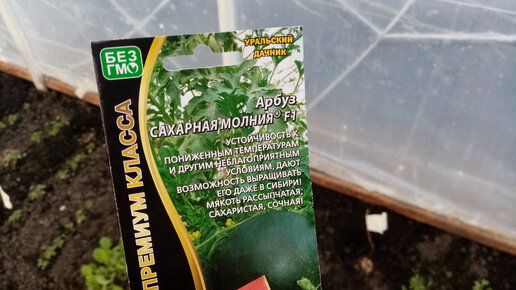 БЕЗ
ГМО
УРАЛЬСКИЙ
ДАЧНИК
ПРЕМИУМ КЛАССА
Арбуз
САХАРНАЯ МОЛНИЯ® F1
УСТОЙЧИВОСТЬ К
ПОНИЖЕННЫМ ТЕМПЕРАТУРАМ
И ДРУГИМ НЕБЛАГОПРИЯТНЫМ
УСЛОВИЯМ, ДАЮТ
ВОЗМОЖНОСТЬ ВЫРАЩИВАТЬ
ЕГО ДАЖЕ В СИБИРИ!
МЯКОТЬ РАССЫПЧАТАЯ,
САХАРИСТАЯ, СОЧНАЯ!